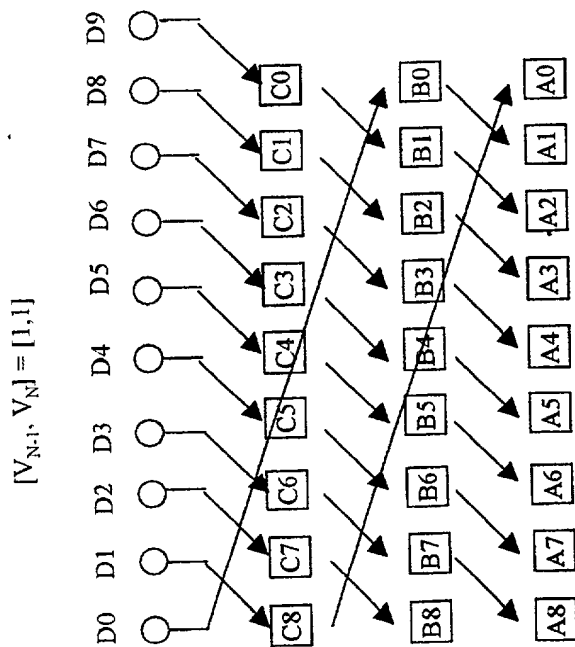 [V_{N-1}, V_N] = [1,1]
D0 D1 D2 D3 D4 D5 D6 D7 D8 D9
C8 C7 C6 C5 C4 C3 C2 C1 C0
B8 B7 B6 B5 B4 B3 B2 B1 B0
A8 A7 A6 A5 A4 A3 A2 A1 A0